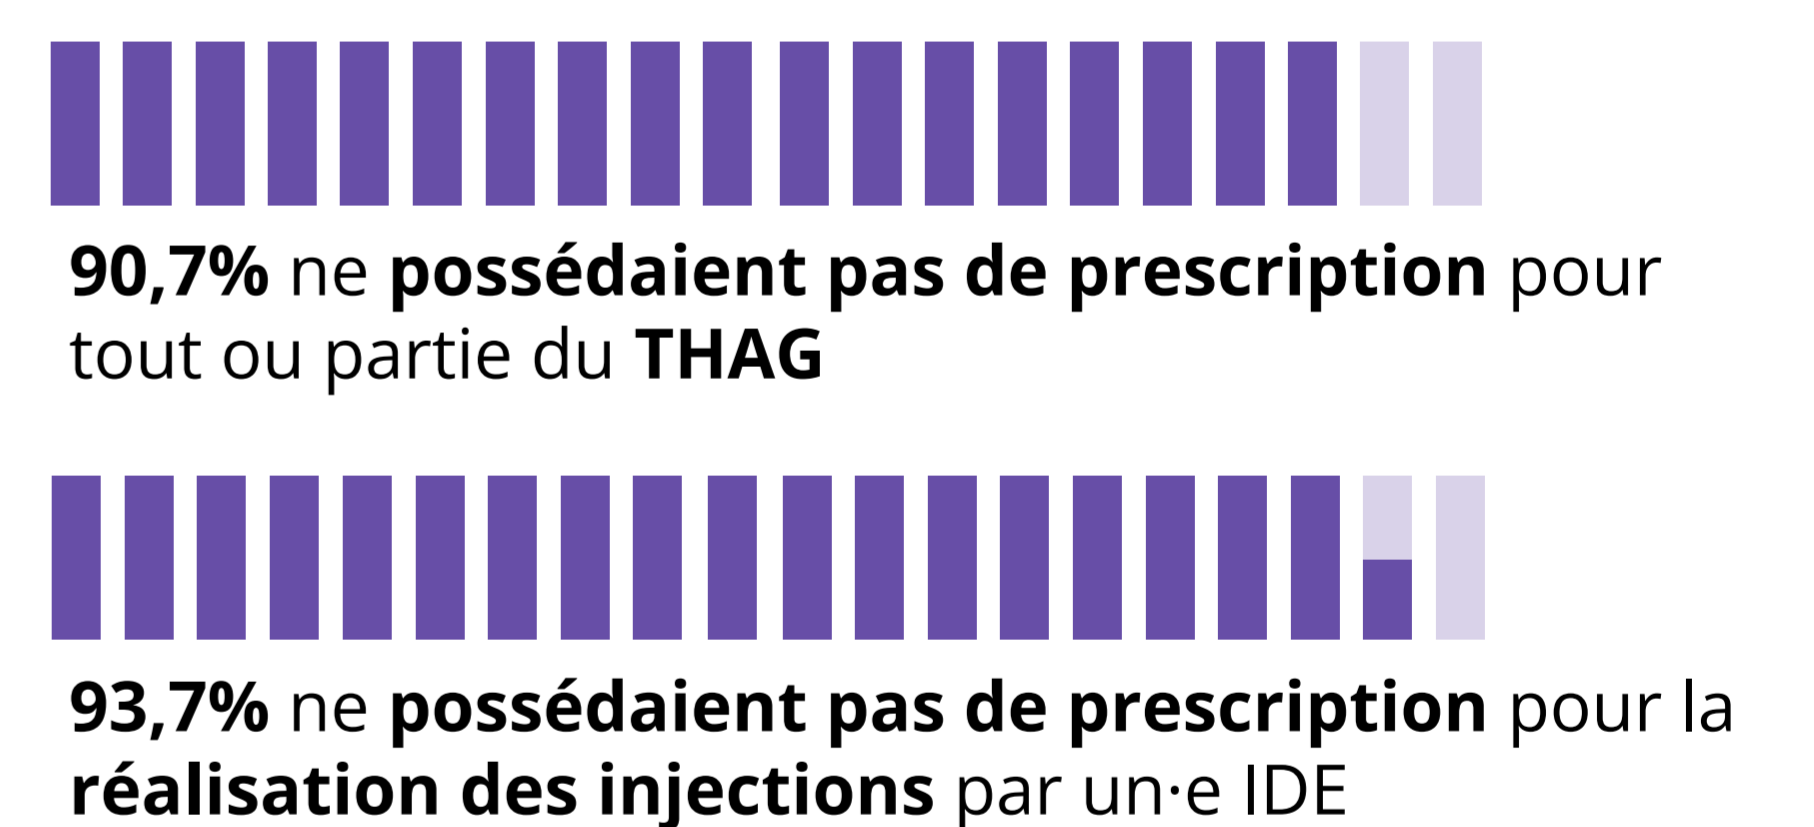 90,7% ne possédaient pas de prescription pour
tout ou partie du THAG
93,7% ne possédaient pas de prescription pour la
réalisation des injections par un·e IDE